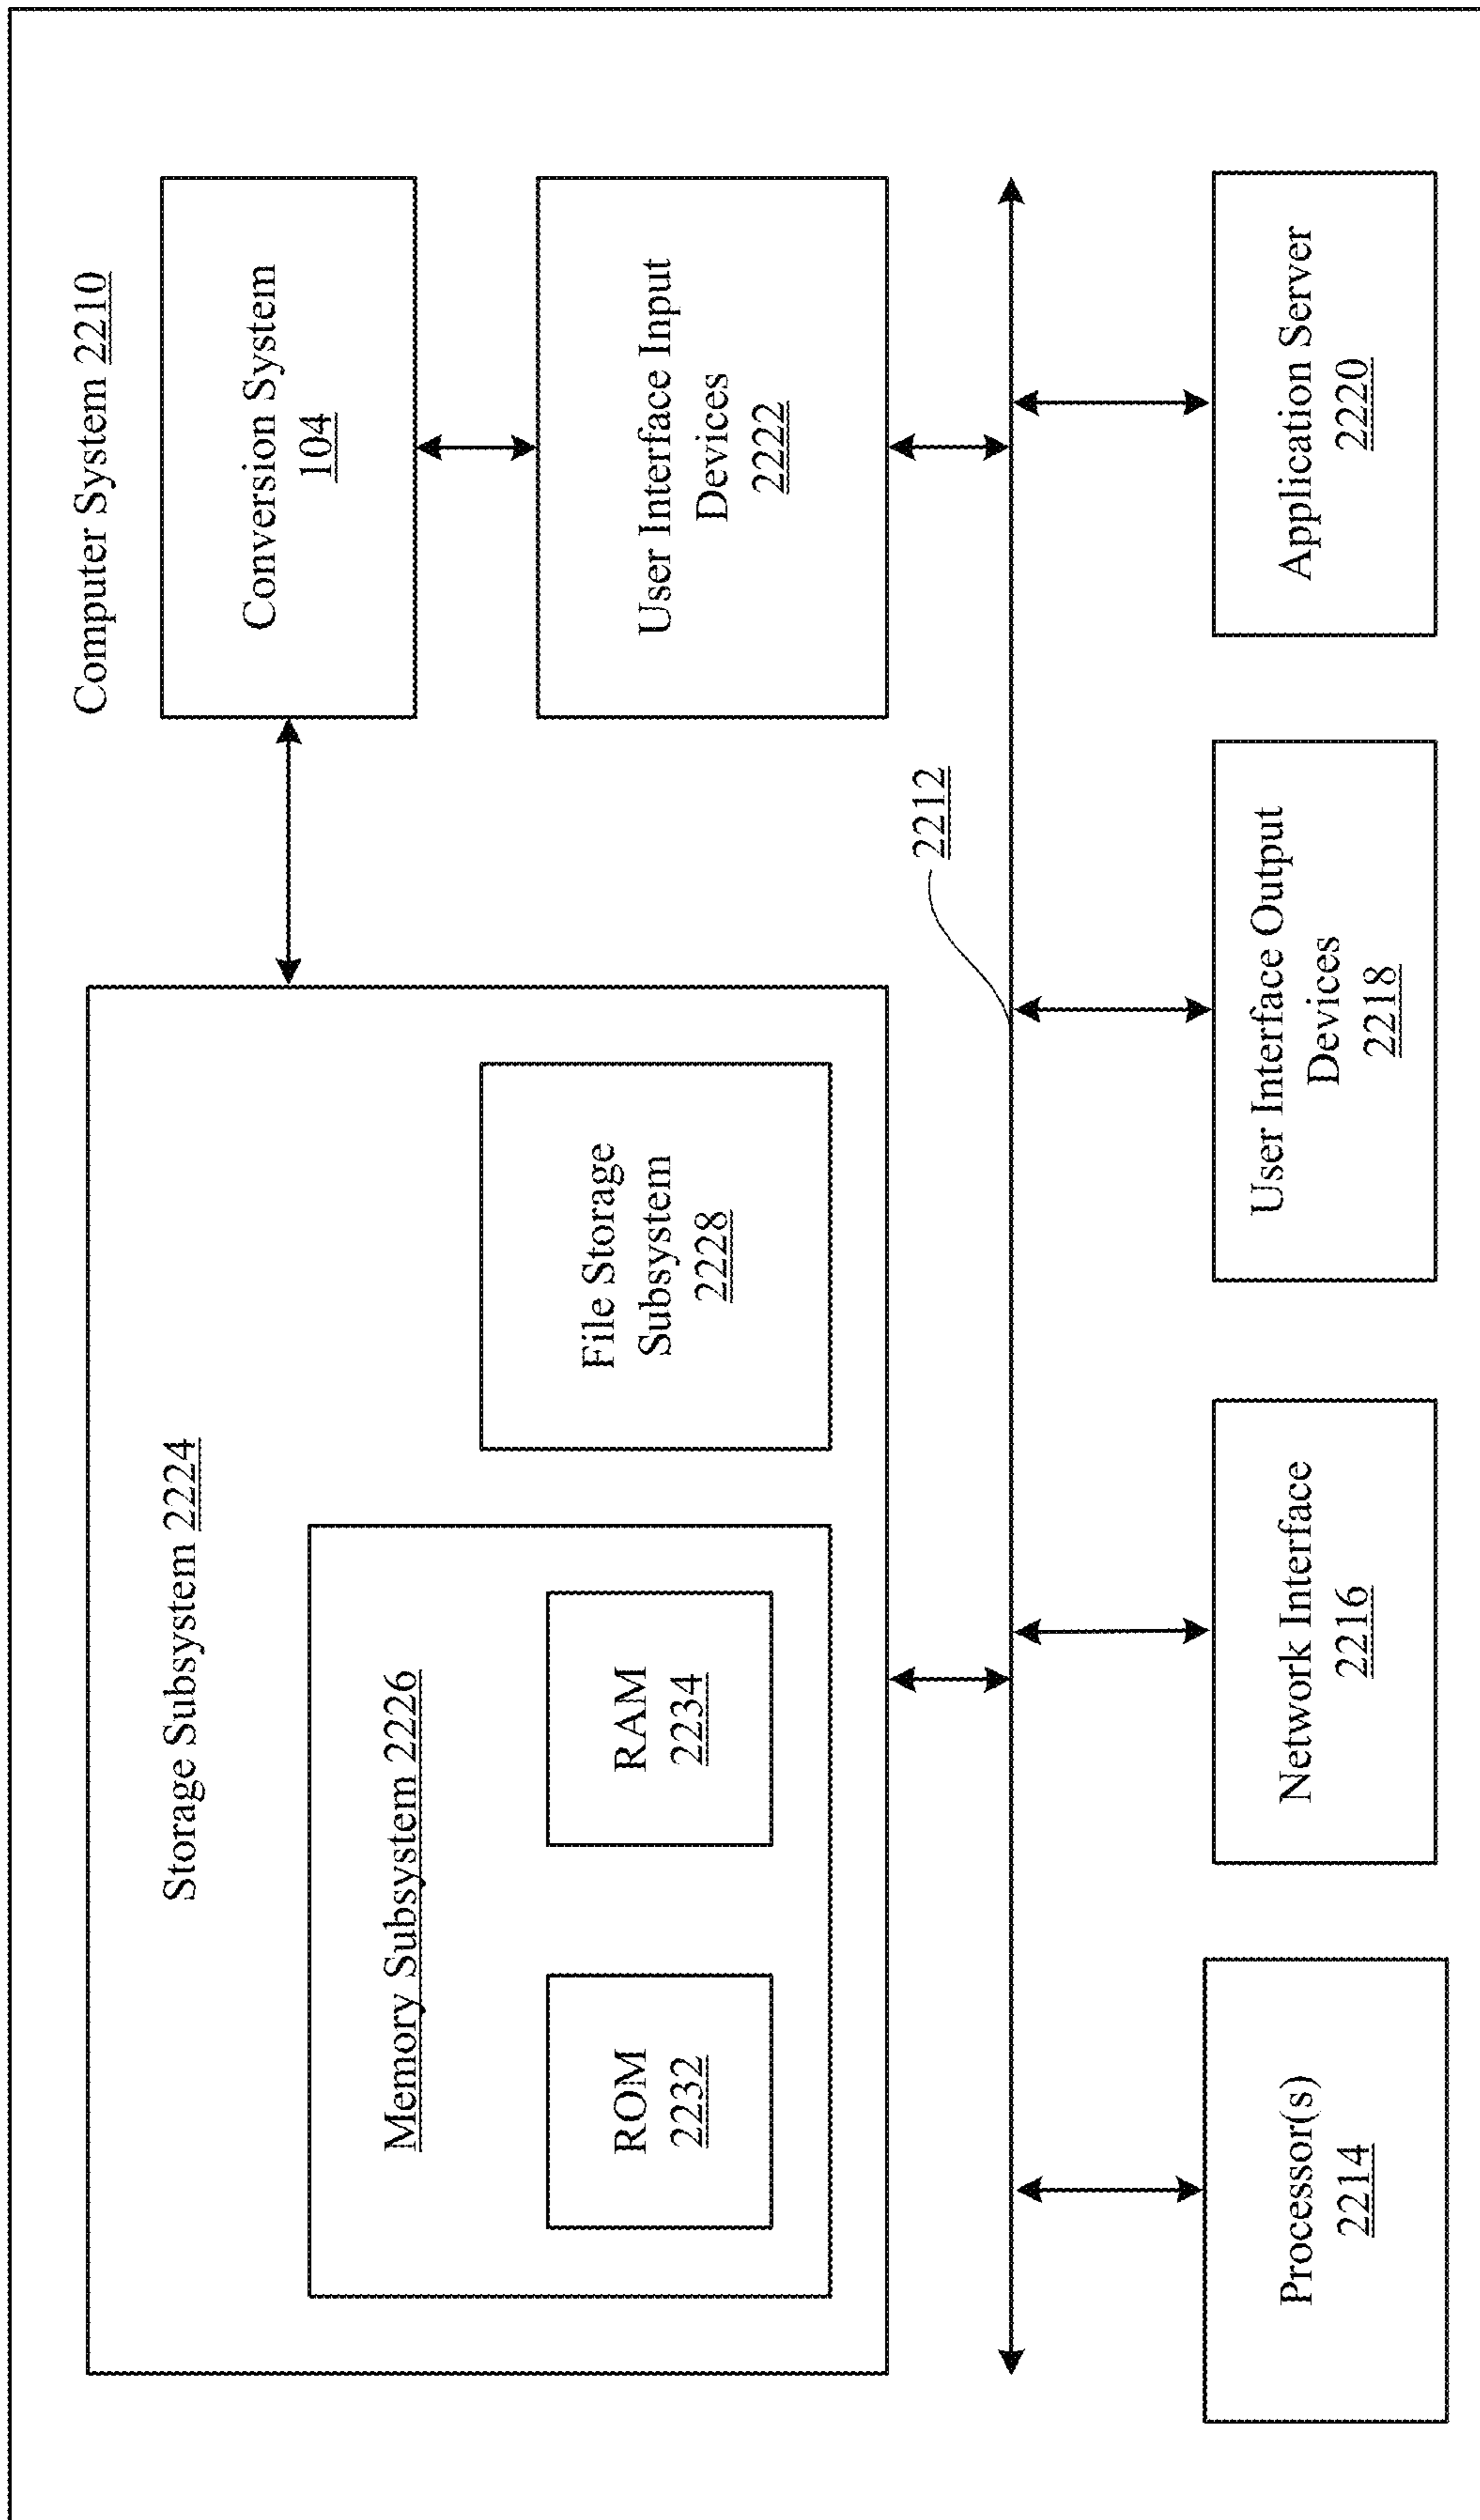 Computer System 2210
Storage Subsystem 2224
Conversion System
104
Memory Subsystem 2226
ROM
2232
RAM
2234
File Storage
Subsystem
2228
User Interface Input
Devices
2222
2212
Processor(s)
2214
Network Interface
2216
User Interface Output
Devices
2218
Application Server
2220